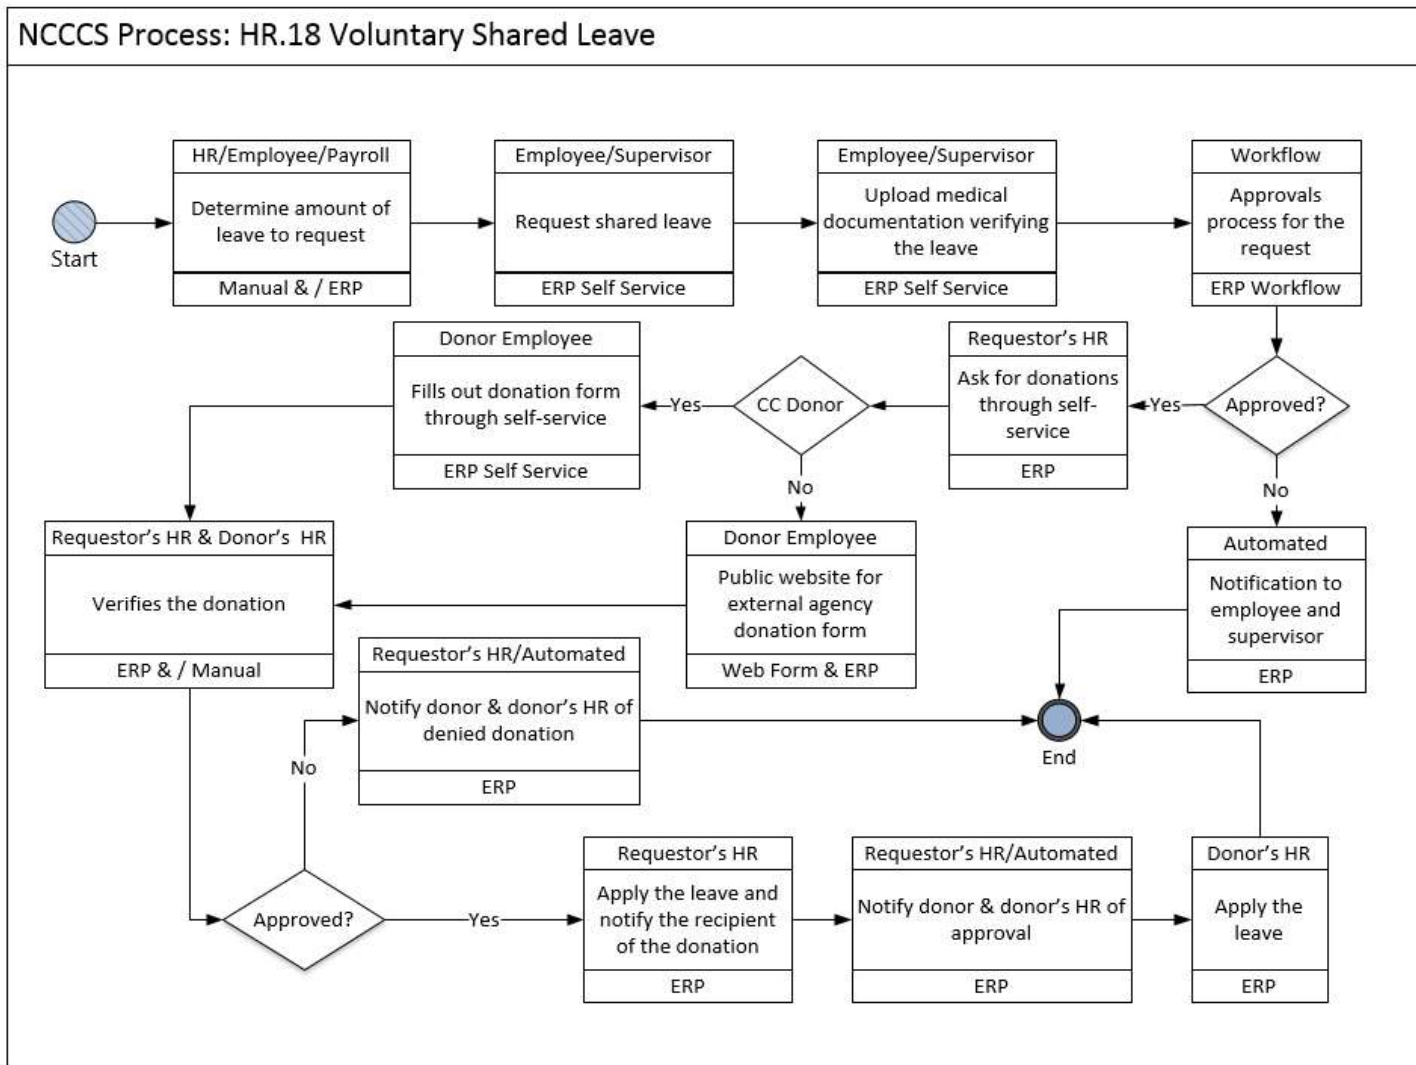 NCCCS Process: HR.18 Voluntary Shared Leave
HR/Employee/Payroll
Determine amount of
leave to request
Manual & / ERP
Employee/Supervisor
Request shared leave
ERP Self Service
Employee/Supervisor
Upload medical
documentation verifying
the leave
ERP Self Service
Workflow
Approvals
process for the
request
ERP Workflow
Start
Donor Employee
Fills out donation form
through self-service
ERP Self Service
Yes
CC Donor
No
Requestor's HR
Ask for donations
through self-
service
ERP
Yes
Approved?
No
Requestor's HR & Donor's HR
Verifies the donation
ERP & / Manual
Donor Employee
Public website for
external agency
donation form
Web Form & ERP
Automated
Notification to
employee and
supervisor
ERP
Requestor's HR/Automated
Notify donor & donor's HR of
denied donation
ERP
End
No
Approved?
Yes
Requestor's HR
Apply the leave and
notify the recipient
of the donation
ERP
Requestor's HR/Automated
Notify donor & donor's HR of
approval
ERP
Donor's HR
Apply the
leave
ERP